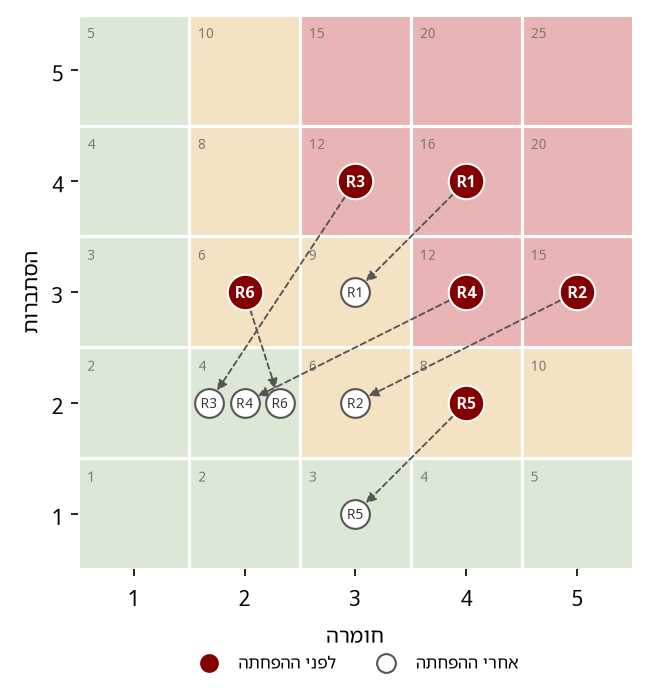 5 10 15 20 25
5
4 8 12 16 20
4 R3 R1
3 6 9 12 15
3 R6 R1 R4 R2
2 4 6 8 10
2 R3 R4 R6 R2 R5
1 2 3 4 5
1 R5
1 2 3 4 5
הסתברות
חומרה
לפני ההפחתה
אחרי ההפחתה